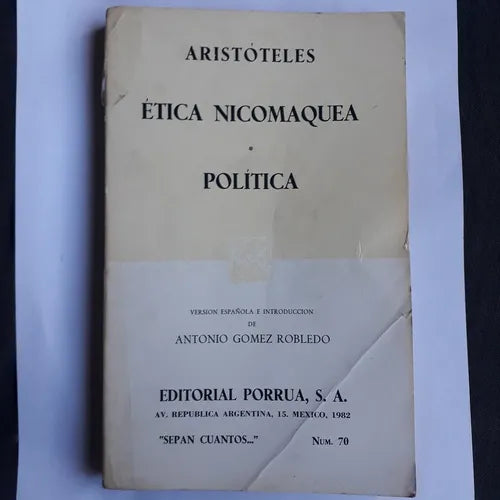 ARISTÓTELES
ÉTICA NICOMAQUEA
•
POLÍTICA
VERSION ESPAÑOLA E INTRODUCCION
DE
ANTONIO GOMEZ ROBLEDO
EDITORIAL PORRUA, S. A.
AV. REPUBLICA ARGENTINA, 15. MEXICO, 1982
"SEPAN CUANTOS..." NUM. 70